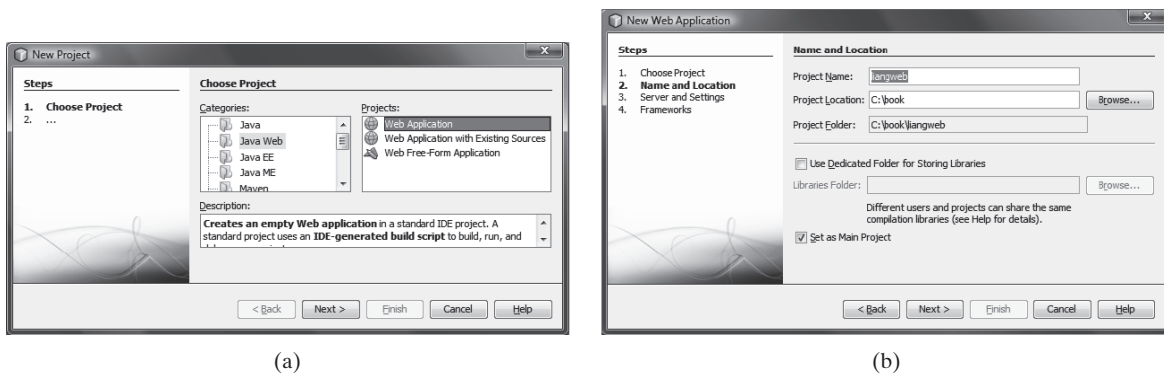 New Project
Steps
1. Choose Project
2. ...
Choose Project
Categories:
Java
Java Web
Java EE
Java ME
Maven
Projects:
Web Application
Web Application with Existing Sources
Web Free-Form Application
Description:
Creates an empty Web application in a standard IDE project. A
standard project uses an IDE-generated build script to build, run, and
< Back Next > Finish Cancel Help
(a)
New Web Application
Steps
1. Choose Project
2. Name and Location
3. Server and Settings
4. Frameworks
Name and Location
Project Name: liangweb
Project Location: C:\book Browse...
Project Folder: C:\book\liangweb
Use Dedicated Folder for Storing Libraries
Libraries Folder: Browse...
Different users and projects can share the same
compilation libraries (see Help for details).
Set as Main Project
< Back Next > Finish Cancel Help
(b)